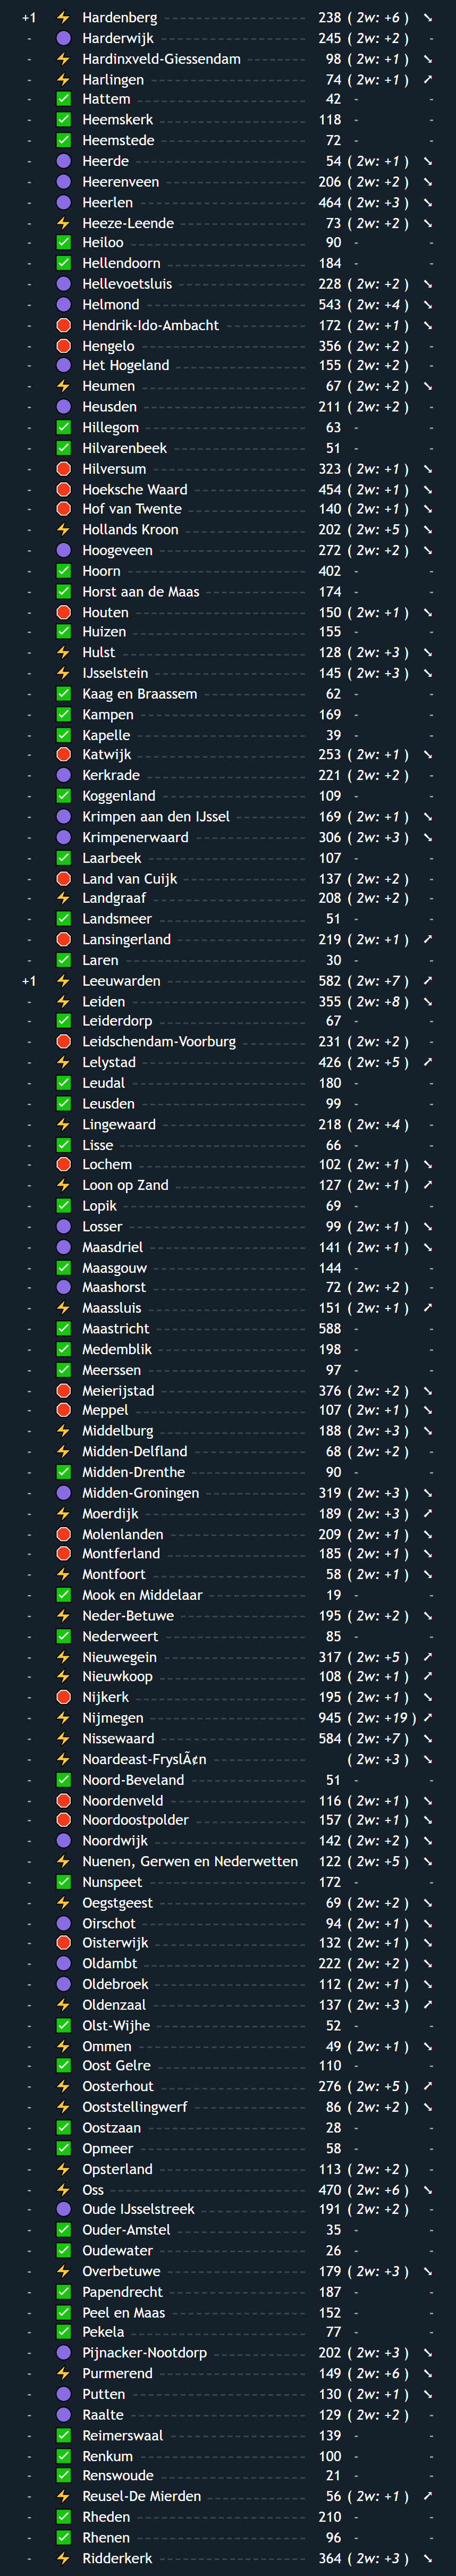 +1 ⚡ Hardenberg 238 ( 2w: +6 ) ↘
- 🟣 Harderwijk 245 ( 2w: +2 ) -
- ⚡ Hardinxveld-Giessendam 98 ( 2w: +1 ) ↘
- ⚡ Harlingen 74 ( 2w: +1 ) ↗
- ✅ Hattem 42 - -
- ✅ Heemskerk 118 - -
- ✅ Heemstede 72 - -
- 🟣 Heerde 54 ( 2w: +1 ) ↘
- 🟣 Heerenveen 206 ( 2w: +2 ) ↘
- 🟣 Heerlen 464 ( 2w: +3 ) ↘
- ⚡ Heeze-Leende 73 ( 2w: +2 ) ↘
- ✅ Heiloo 90 - -
- ✅ Hellendoorn 184 - -
- 🟣 Hellevoetsluis 228 ( 2w: +2 ) ↘
- 🟣 Helmond 543 ( 2w: +4 ) ↘
- 🛑 Hendrik-Ido-Ambacht 172 ( 2w: +1 ) ↘
- 🛑 Hengelo 356 ( 2w: +2 ) -
- 🟣 Het Hogeland 155 ( 2w: +2 ) -
- ⚡ Heumen 67 ( 2w: +2 ) ↘
- 🟣 Heusden 211 ( 2w: +2 ) -
- ✅ Hillegom 63 - -
- ✅ Hilvarenbeek 51 - -
- 🛑 Hilversum 323 ( 2w: +1 ) ↘
- 🛑 Hoeksche Waard 454 ( 2w: +1 ) ↘
- 🛑 Hof van Twente 140 ( 2w: +1 ) ↘
- ⚡ Hollands Kroon 202 ( 2w: +5 ) ↘
- 🟣 Hoogeveen 272 ( 2w: +2 ) ↘
- ✅ Hoorn 402 - -
- ✅ Horst aan de Maas 174 - -
- 🛑 Houten 150 ( 2w: +1 ) ↘
- ✅ Huizen 155 - -
- ⚡ Hulst 128 ( 2w: +3 ) ↘
- ⚡ IJsselstein 145 ( 2w: +3 ) ↘
- ✅ Kaag en Braassem 62 - -
- ✅ Kampen 169 - -
- ✅ Kapelle 39 - -
- 🛑 Katwijk 253 ( 2w: +1 ) ↘
- 🟣 Kerkrade 221 ( 2w: +2 ) -
- ✅ Koggenland 109 - -
- 🟣 Krimpen aan den IJssel 169 ( 2w: +1 ) ↘
- 🟣 Krimpenerwaard 306 ( 2w: +3 ) ↘
- ✅ Laarbeek 107 - -
- 🛑 Land van Cuijk 137 ( 2w: +2 ) -
- ⚡ Landgraaf 208 ( 2w: +2 ) -
- ✅ Landsmeer 51 - -
- 🛑 Lansingerland 219 ( 2w: +1 ) ↗
- ✅ Laren 30 - -
+1 ⚡ Leeuwarden 582 ( 2w: +7 ) ↗
- ⚡ Leiden 355 ( 2w: +8 ) ↘
- ✅ Leiderdorp 67 - -
- 🛑 Leidschendam-Voorburg 231 ( 2w: +2 ) -
- ⚡ Lelystad 426 ( 2w: +5 ) ↗
- ✅ Leudal 180 - -
- ✅ Leusden 99 - -
- ⚡ Lingewaard 218 ( 2w: +4 ) -
- ✅ Lisse 66 - -
- 🛑 Lochem 102 ( 2w: +1 ) ↘
- ⚡ Loon op Zand 127 ( 2w: +1 ) ↗
- ✅ Lopik 69 - -
- 🟣 Losser 99 ( 2w: +1 ) ↘
- 🟣 Maasdriel 141 ( 2w: +1 ) ↘
- ✅ Maasgouw 144 - -
- 🟣 Maashorst 72 ( 2w: +2 ) -
- ⚡ Maassluis 151 ( 2w: +1 ) ↗
- ✅ Maastricht 588 - -
- ✅ Medemblik 198 - -
- ✅ Meerssen 97 - -
- 🛑 Meierijstad 376 ( 2w: +2 ) ↘
- 🛑 Meppel 107 ( 2w: +1 ) ↘
- ⚡ Middelburg 188 ( 2w: +3 ) ↘
- ⚡ Midden-Delfland 68 ( 2w: +2 ) -
- ✅ Midden-Drenthe 90 - -
- 🟣 Midden-Groningen 319 ( 2w: +3 ) ↘
- ⚡ Moerdijk 189 ( 2w: +3 ) ↗
- 🛑 Molenlanden 209 ( 2w: +1 ) ↘
- 🛑 Montferland 185 ( 2w: +1 ) ↘
- ⚡ Montfoort 58 ( 2w: +1 ) ↘
- ✅ Mook en Middelaar 19 - -
- ⚡ Neder-Betuwe 195 ( 2w: +2 ) ↘
- ✅ Nederweert 85 - -
- ⚡ Nieuwegein 317 ( 2w: +5 ) ↗
- ⚡ Nieuwkoop 108 ( 2w: +1 ) ↗
- 🛑 Nijkerk 195 ( 2w: +1 ) ↘
- ⚡ Nijmegen 945 ( 2w: +19 ) ↗
- ⚡ Nissewaard 584 ( 2w: +7 ) ↘
- ⚡ Noardeast-FryslÃ¢n ( 2w: +3 ) ↘
- ✅ Noord-Beveland 51 - -
- 🛑 Noordenveld 116 ( 2w: +1 ) ↘
- 🛑 Noordoostpolder 157 ( 2w: +1 ) ↘
- 🟣 Noordwijk 142 ( 2w: +2 ) ↘
- ⚡ Nuenen, Gerwen en Nederwetten 122 ( 2w: +5 ) ↘
- ✅ Nunspeet 172 - -
- ⚡ Oegstgeest 69 ( 2w: +2 ) ↘
- 🟣 Oirschot 94 ( 2w: +1 ) ↘
- 🛑 Oisterwijk 132 ( 2w: +1 ) ↘
- 🟣 Oldambt 222 ( 2w: +2 ) ↘
- 🟣 Oldebroek 112 ( 2w: +1 ) ↘
- ⚡ Oldenzaal 137 ( 2w: +3 ) ↗
- ✅ Olst-Wijhe 52 - -
- ⚡ Ommen 49 ( 2w: +1 ) ↘
- ✅ Oost Gelre 110 - -
- ⚡ Oosterhout 276 ( 2w: +5 ) ↗
- ⚡ Ooststellingwerf 86 ( 2w: +2 ) ↘
- ✅ Oostzaan 28 - -
- ✅ Opmeer 58 - -
- ⚡ Opsterland 113 ( 2w: +2 ) -
- ⚡ Oss 470 ( 2w: +6 ) ↘
- 🟣 Oude IJsselstreek 191 ( 2w: +2 ) -
- ✅ Ouder-Amstel 35 - -
- ✅ Oudewater 26 - -
- ⚡ Overbetuwe 179 ( 2w: +3 ) ↘
- ✅ Papendrecht 187 - -
- ✅ Peel en Maas 152 - -
- ✅ Pekela 77 - -
- 🟣 Pijnacker-Nootdorp 202 ( 2w: +3 ) ↘
- ⚡ Purmerend 149 ( 2w: +6 ) ↘
- 🟣 Putten 130 ( 2w: +1 ) ↘
- 🟣 Raalte 129 ( 2w: +2 ) -
- ✅ Reimerswaal 139 - -
- ✅ Renkum 100 - -
- ✅ Renswoude 21 - -
- ⚡ Reusel-De Mierden 56 ( 2w: +1 ) ↗
- ✅ Rheden 210 - -
- ✅ Rhenen 96 - -
- ⚡ Ridderkerk 364 ( 2w: +3 ) ↘